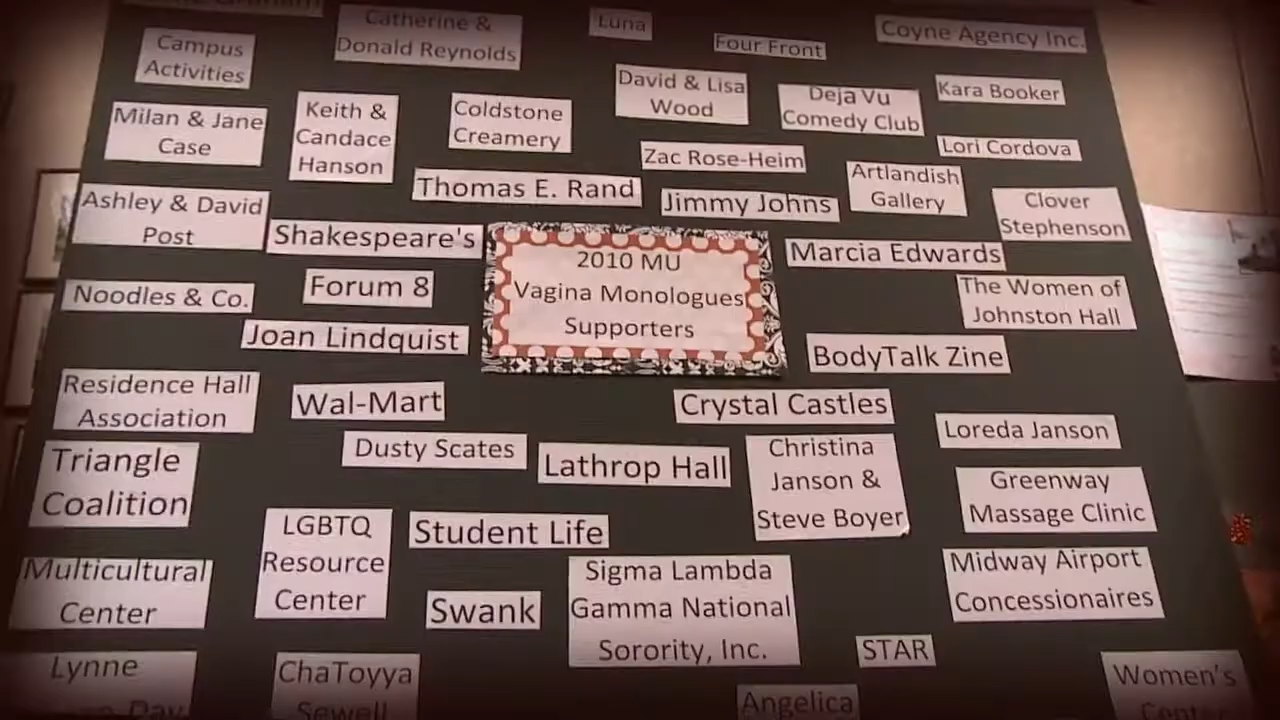 Catherine &
Donald Reynolds
Luna
Four Front
Coyne Agency Inc.
Campus
Activities
David & Lisa
Wood
Deja Vu
Comedy Club
Kara Booker
Milan & Jane
Case
Keith &
Candace
Hanson
Coldstone
Creamery
Zac Rose-Heim
Lori Cordova
Thomas E. Rand
Jimmy Johns
Artlandish
Gallery
Clover
Stephenson
Ashley & David
Post
Shakespeare's
2010 MU
Vagina Monologues
Supporters
Marcia Edwards
Noodles & Co.
Forum 8
The Women of
Johnston Hall
Joan Lindquist
BodyTalk Zine
Residence Hall
Association
Wal-Mart
Crystal Castles
Loreda Janson
Dusty Scates
Lathrop Hall
Christina
Janson &
Steve Boyer
Triangle
Coalition
Greenway
Massage Clinic
LGBTQ
Resource
Center
Student Life
Multicultural
Center
Swank
Sigma Lambda
Gamma National
Sorority, Inc.
Midway Airport
Concessionaires
STAR
Lynne
Day
ChaToyya
Sewell
Angelica
Women's
Center